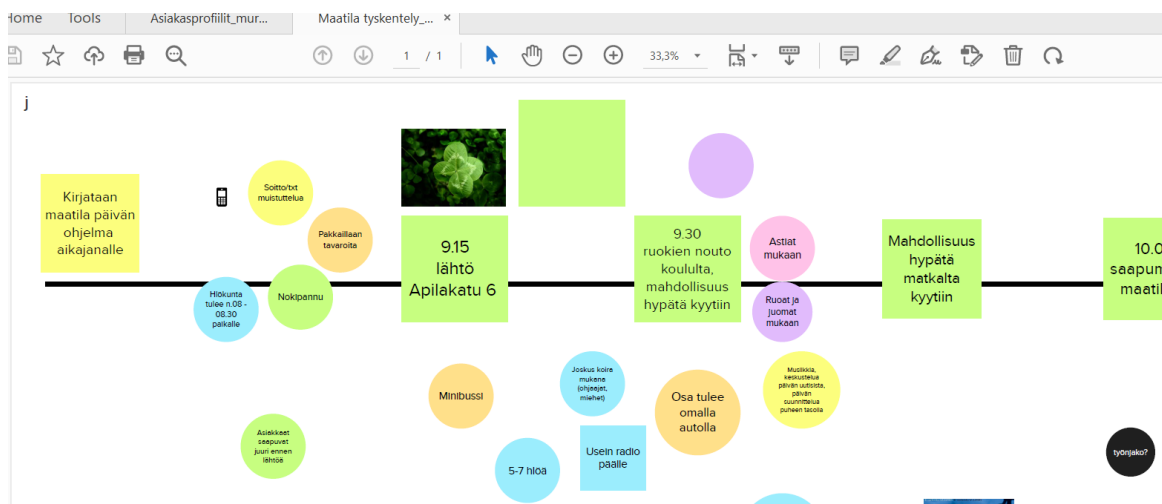 Home
Tools
Asiakasprofiilit_mur...
Maatila tyskentely_... ×
1 / 1
33,3%
j
Kirjataan
maatila päivän
ohjelma
aikajanalle
Soitto/txt
muistuttelua
Pakkaillaan
tavaroita
Hlökunta
tulee n.08 -
08.30
paikalle
Nokipannu
9.15
lähtö
Apilakatu 6
9.30
ruokien nouto
koululta,
mahdollisuus
hypätä kyytiin
Astiat
mukaan
Ruoat ja
juomat
mukaan
Mahdollisuus
hypätä
matkalta
kyytiin
10.0
saapum
maatil
Minibussi
Joskus koira
mukana
(ohjaajat,
miehet)
Osa tulee
omalla
autolla
Musiikkia,
keskustelua
päivän uutisista,
päivän
suunnittelua
puheen tasolla
Asiakkaat
saapuvat
juuri ennen
lähtöä
5-7 hlöä
Usein radio
päälle
työnjako?